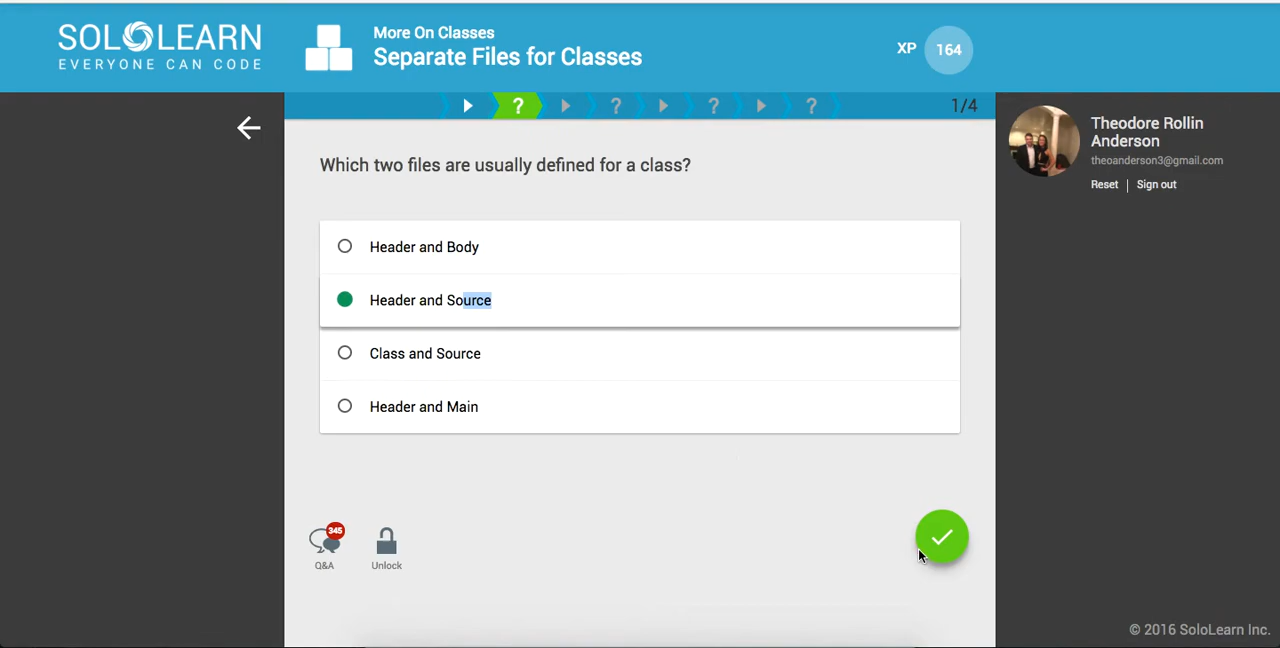 SOLOLEARN
EVERYONE CAN CODE
More On Classes
Separate Files for Classes
XP 164
? ? ? ? 1/4
Theodore Rollin
Anderson
theoanderson3@gmail.com
Reset | Sign out
Which two files are usually defined for a class?
Header and Body
Header and Source
Class and Source
Header and Main
345
Q&A
Unlock
© 2016 SoloLearn Inc.